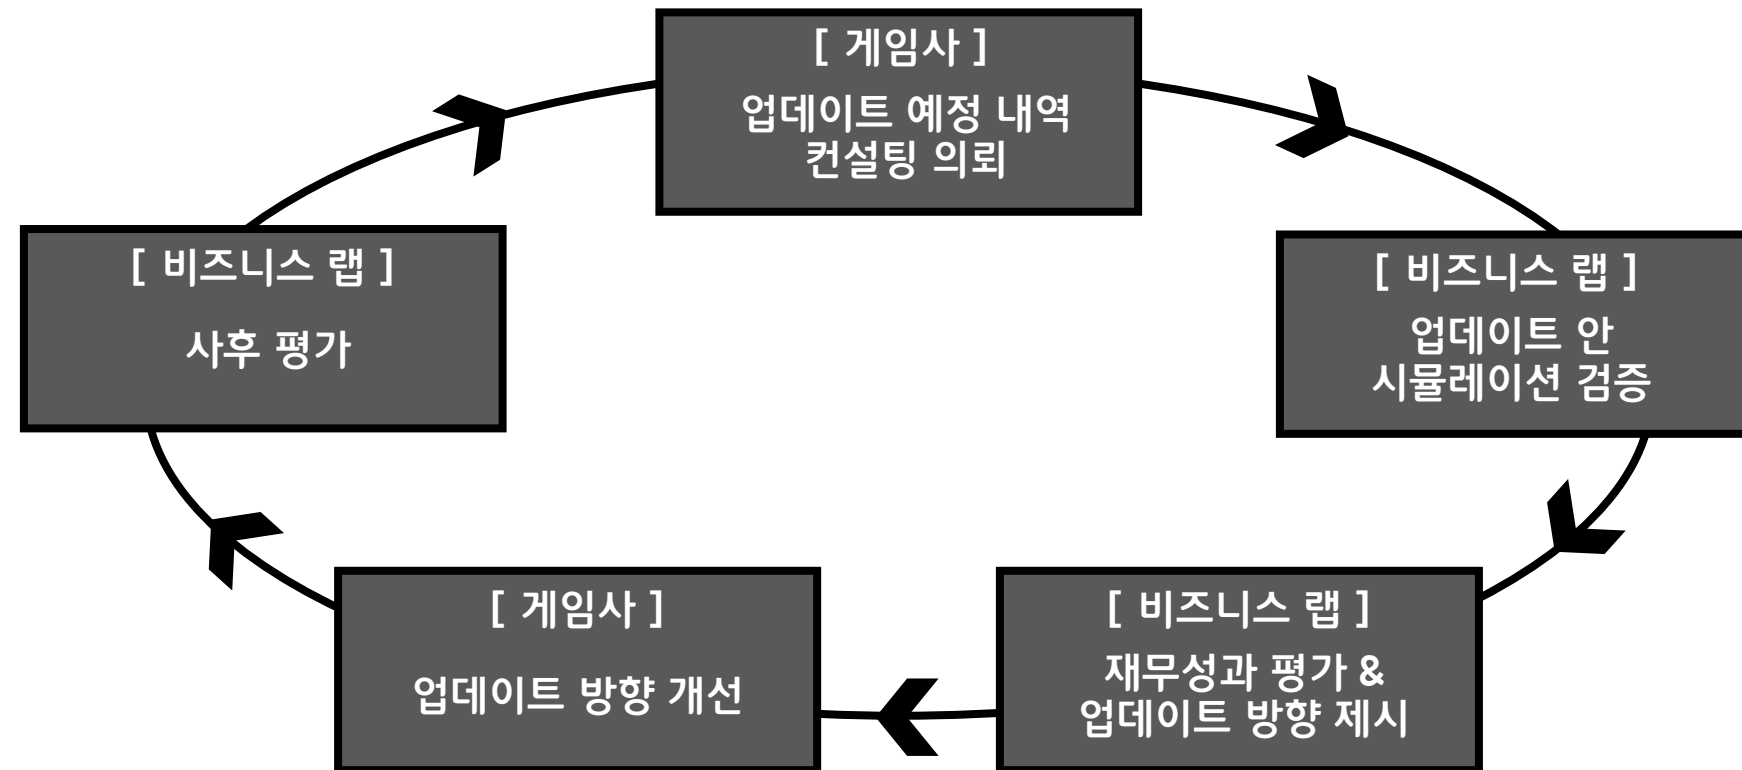 [ 게임사 ]
업데이트 예정 내역
컨설팅 의뢰
[ 비즈니스 랩 ]
업데이트 안
시뮬레이션 검증
[ 비즈니스 랩 ]
재무성과 평가 &
업데이트 방향 제시
[ 게임사 ]
업데이트 방향 개선
[ 비즈니스 랩 ]
사후 평가